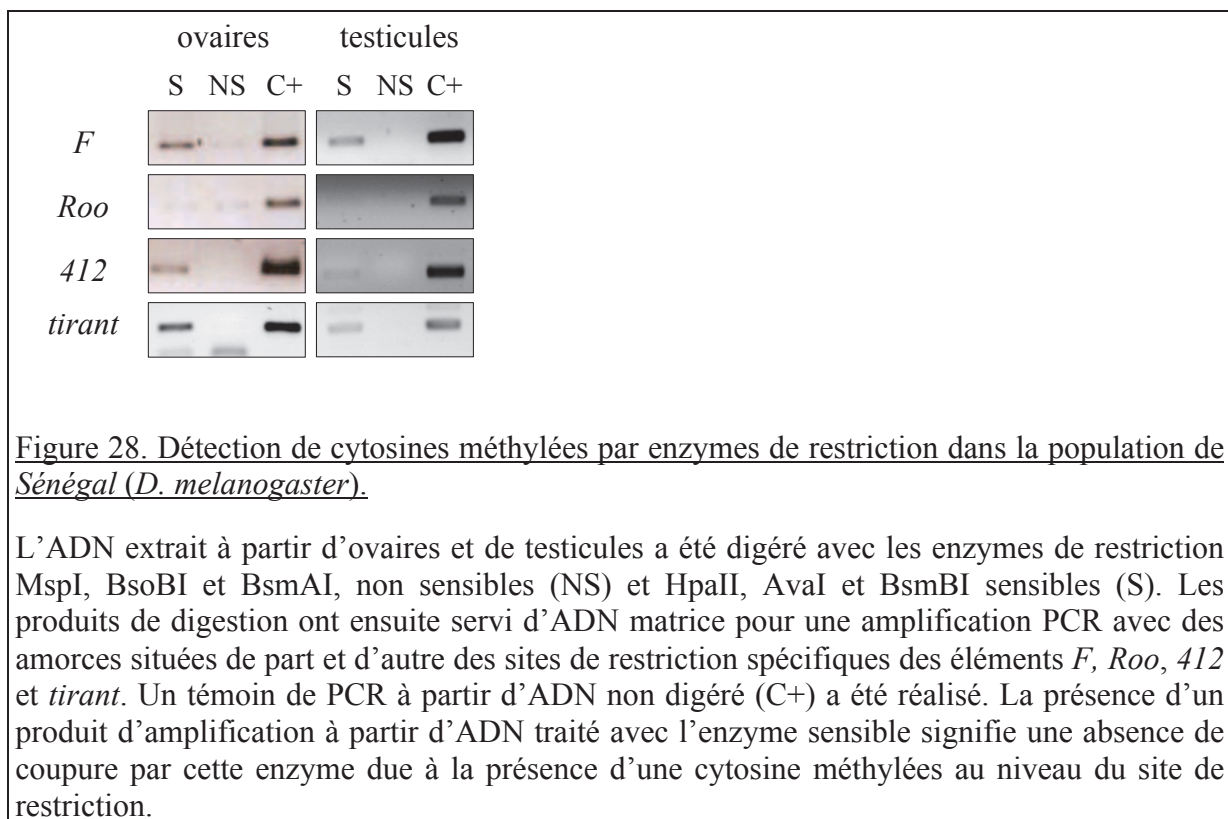 ovaires testicules
S NS C+ S NS C+
F
Roo
412
tirant
Figure 28. Détection de cytosines méthylées par enzymes de restriction dans la population de
Sénégal (D. melanogaster).
L’ADN extrait à partir d’ovaires et de testicules a été digéré avec les enzymes de restriction
MspI, BsoBI et BsmAI, non sensibles (NS) et HpaII, AvaI et BsmBI sensibles (S). Les
produits de digestion ont ensuite servi d’ADN matrice pour une amplification PCR avec des
amorces situées de part et d’autre des sites de restriction spécifiques des éléments F, Roo, 412
et tirant. Un témoin de PCR à partir d’ADN non digéré (C+) a été réalisé. La présence d’un
produit d’amplification à partir d’ADN traité avec l’enzyme sensible signifie une absence de
coupure par cette enzyme due à la présence d’une cytosine méthylées au niveau du site de
restriction.